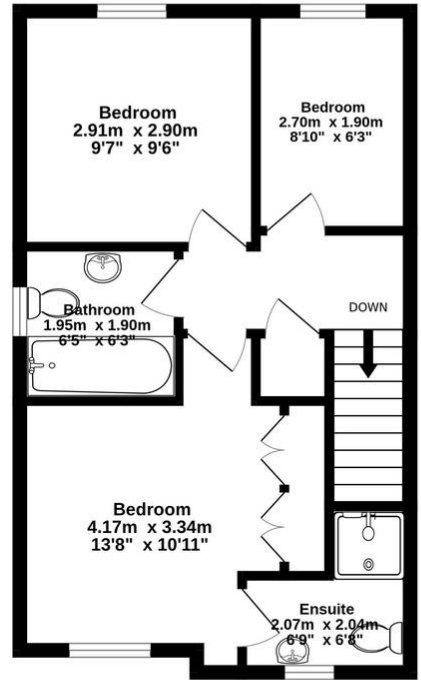 Bedroom
2.91m x 2.90m
9'7" x 9'6"
Bedroom
2.70m x 1.90m
8'10" x 6'3"
Bathroom
1.95m x 1.90m
6'5" x 6'3"
DOWN
Bedroom
4.17m x 3.34m
13'8" x 10'11"
Ensuite
2.07m x 2.04m
6'9" x 6'8"